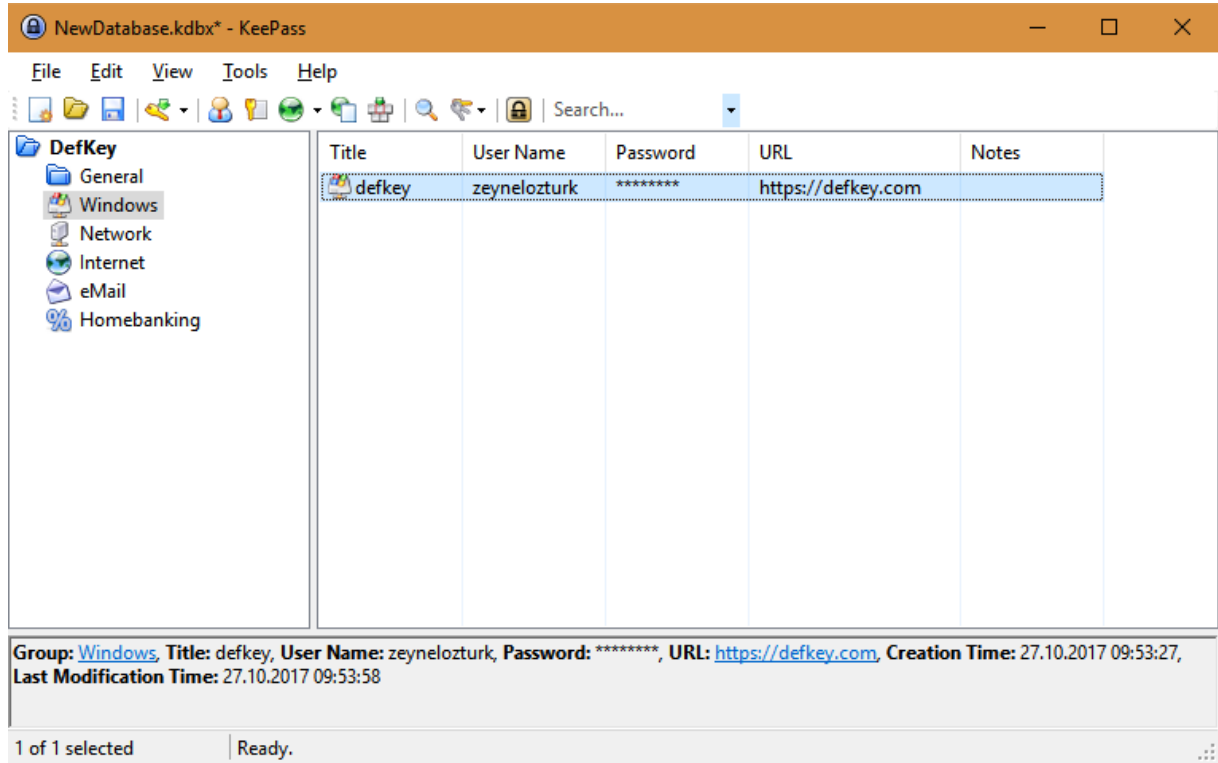 NewDatabase.kdbx* - KeePass
File Edit View Tools Help
Search...
DefKey
General
Windows
Network
Internet
eMail
Homebanking
Title User Name Password URL Notes
defkey zeynelozturk ******** https://defkey.com
Group: Windows, Title: defkey, User Name: zeynelozturk, Password: ********, URL: https://defkey.com, Creation Time: 27.10.2017 09:53:27,
Last Modification Time: 27.10.2017 09:53:58
1 of 1 selected Ready.